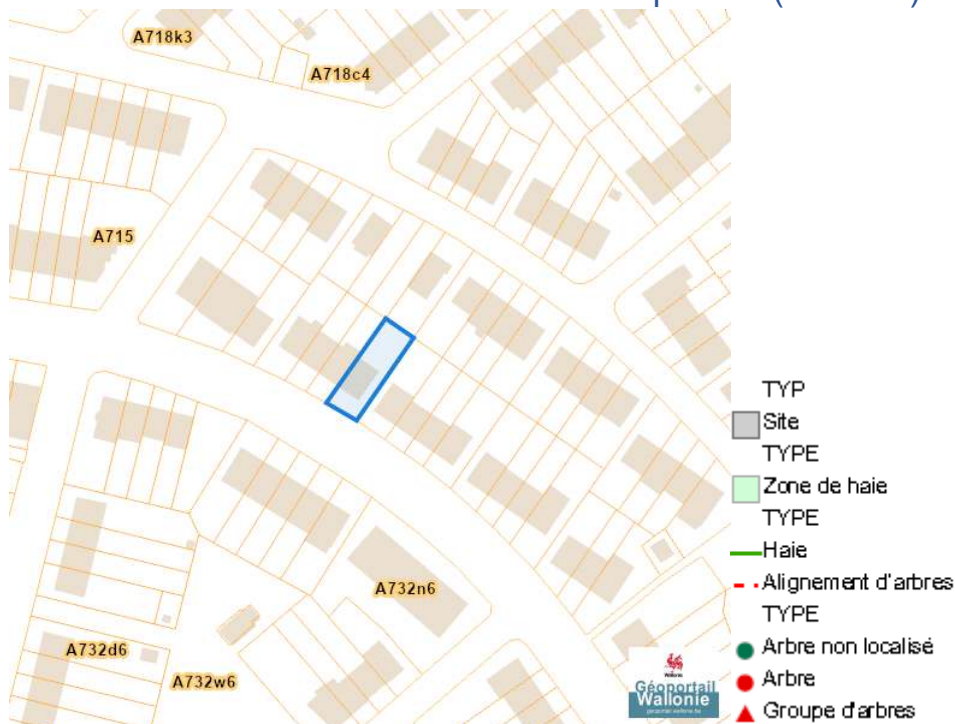 A718k3
A718c4
A715
A732n6
A732d6
A732w6
Wallonie
Géoportail
Wallonie
TYP
Site
TYPE
Zone de haie
TYPE
Haie
Alignement d'arbres
TYPE
Arbre non localisé
Arbre
Groupe d'arbres